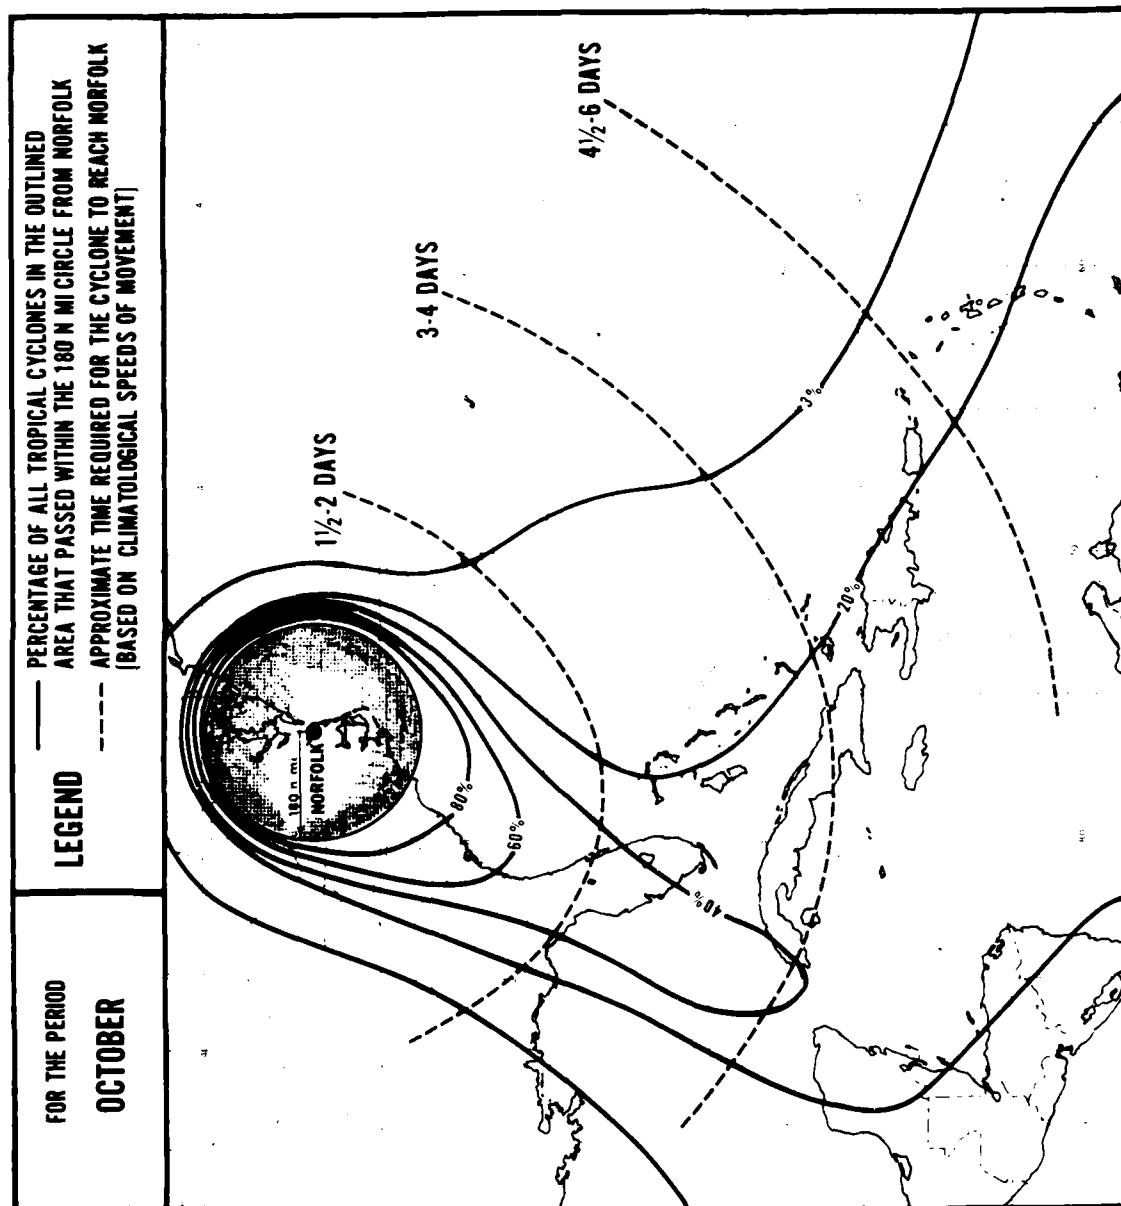 FOR THE PERIOD
OCTOBER
LEGEND
PERCENTAGE OF ALL TROPICAL CYCLONES IN THE OUTLINED
AREA THAT PASSED WITHIN THE 180 N MI CIRCLE FROM NORFOLK
APPROXIMATE TIME REQUIRED FOR THE CYCLONE TO REACH NORFOLK
[BASED ON CLIMATOLOGICAL SPEEDS OF MOVEMENT]
180 n mi
NORFOLK
80%
60%
40%
20%
3%
1½-2 DAYS
3-4 DAYS
4½-6 DAYS